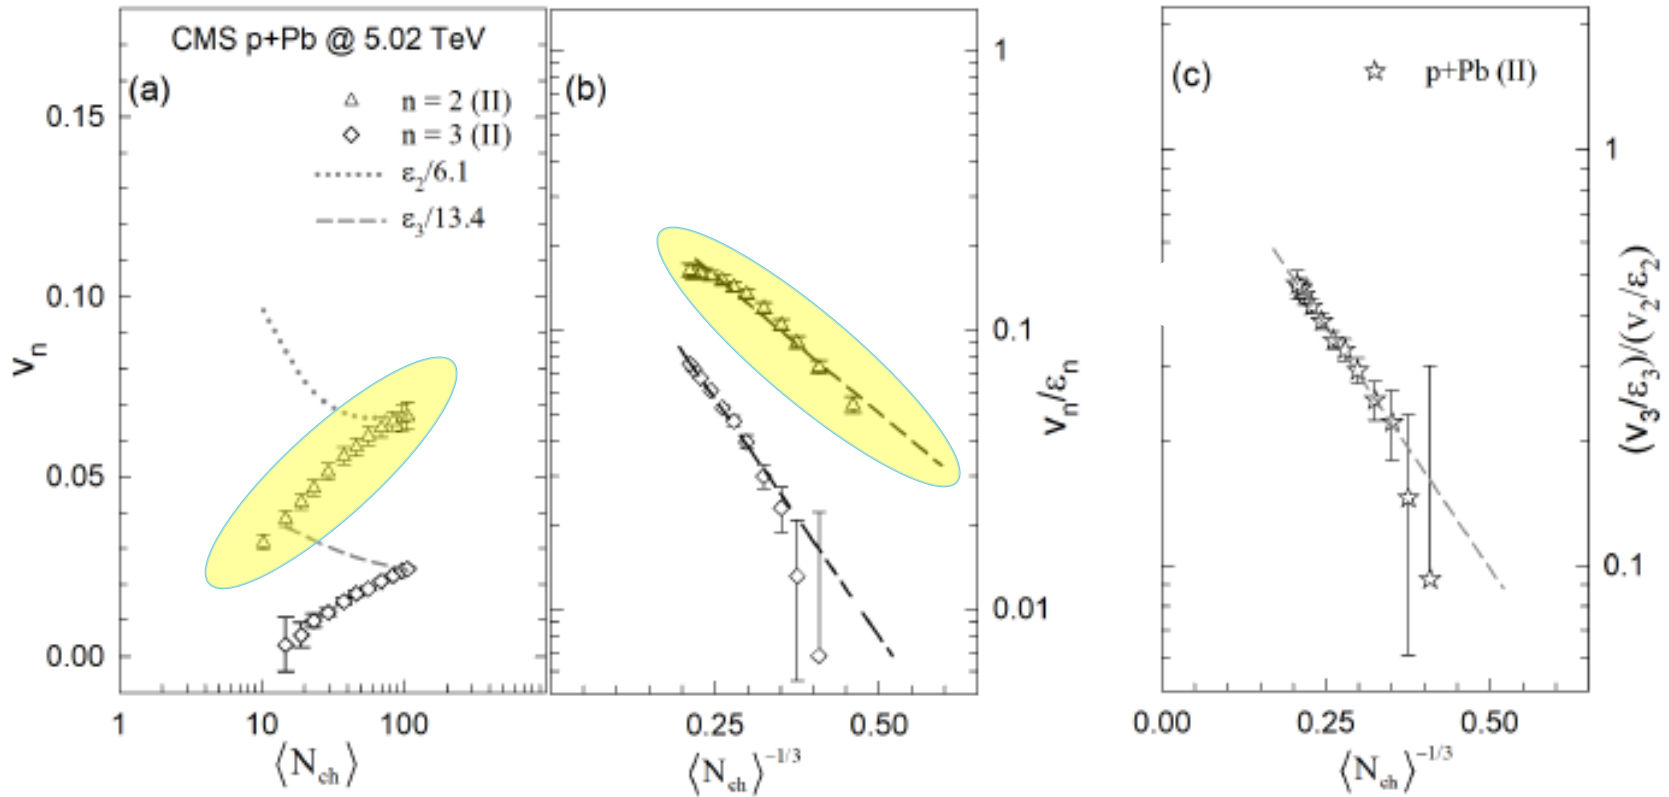 CMS p+Pb @ 5.02 TeV
(a)
n = 2 (II)
n = 3 (II)
ε₂/6.1
ε₃/13.4
vₙ
0.15
0.10
0.05
0.00
1
10
100
⟨N_ch⟩
(b)
1
0.1
0.01
vₙ/εₙ
0.25
0.50
⟨N_ch⟩^−1/3
(c)
p+Pb (II)
1
0.1
(v₃/ε₃)/(v₂/ε₂)
0.00
0.25
0.50
⟨N_ch⟩^−1/3